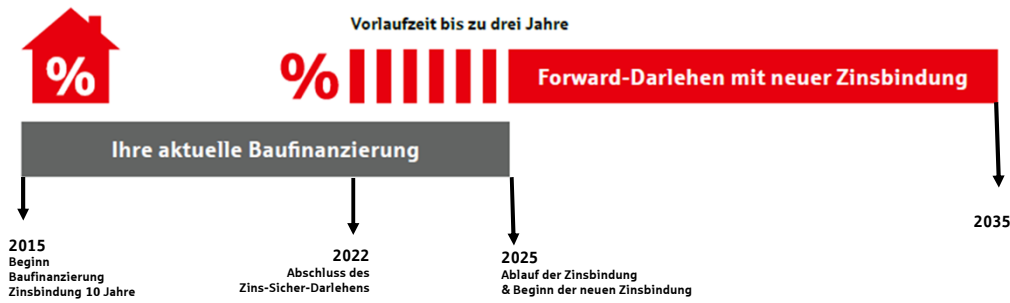 Vorlaufzeit bis zu drei Jahre
%
%
Forward-Darlehen mit neuer Zinsbindung
Ihre aktuelle Baufinanzierung
2015
Beginn
Baufinanzierung
Zinsbindung 10 Jahre
2022
Abschluss des
Zins-Sicher-Darlehens
2025
Ablauf der Zinsbindung
& Beginn der neuen Zinsbindung
2035